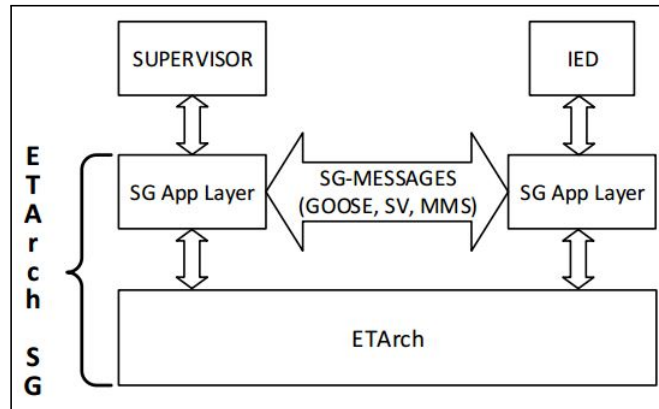 SUPERVISOR
IED
SG App Layer
SG-MESSAGES
(GOOSE, SV, MMS)
SG App Layer
ETArch
E
T
A
r
c
h
S
G